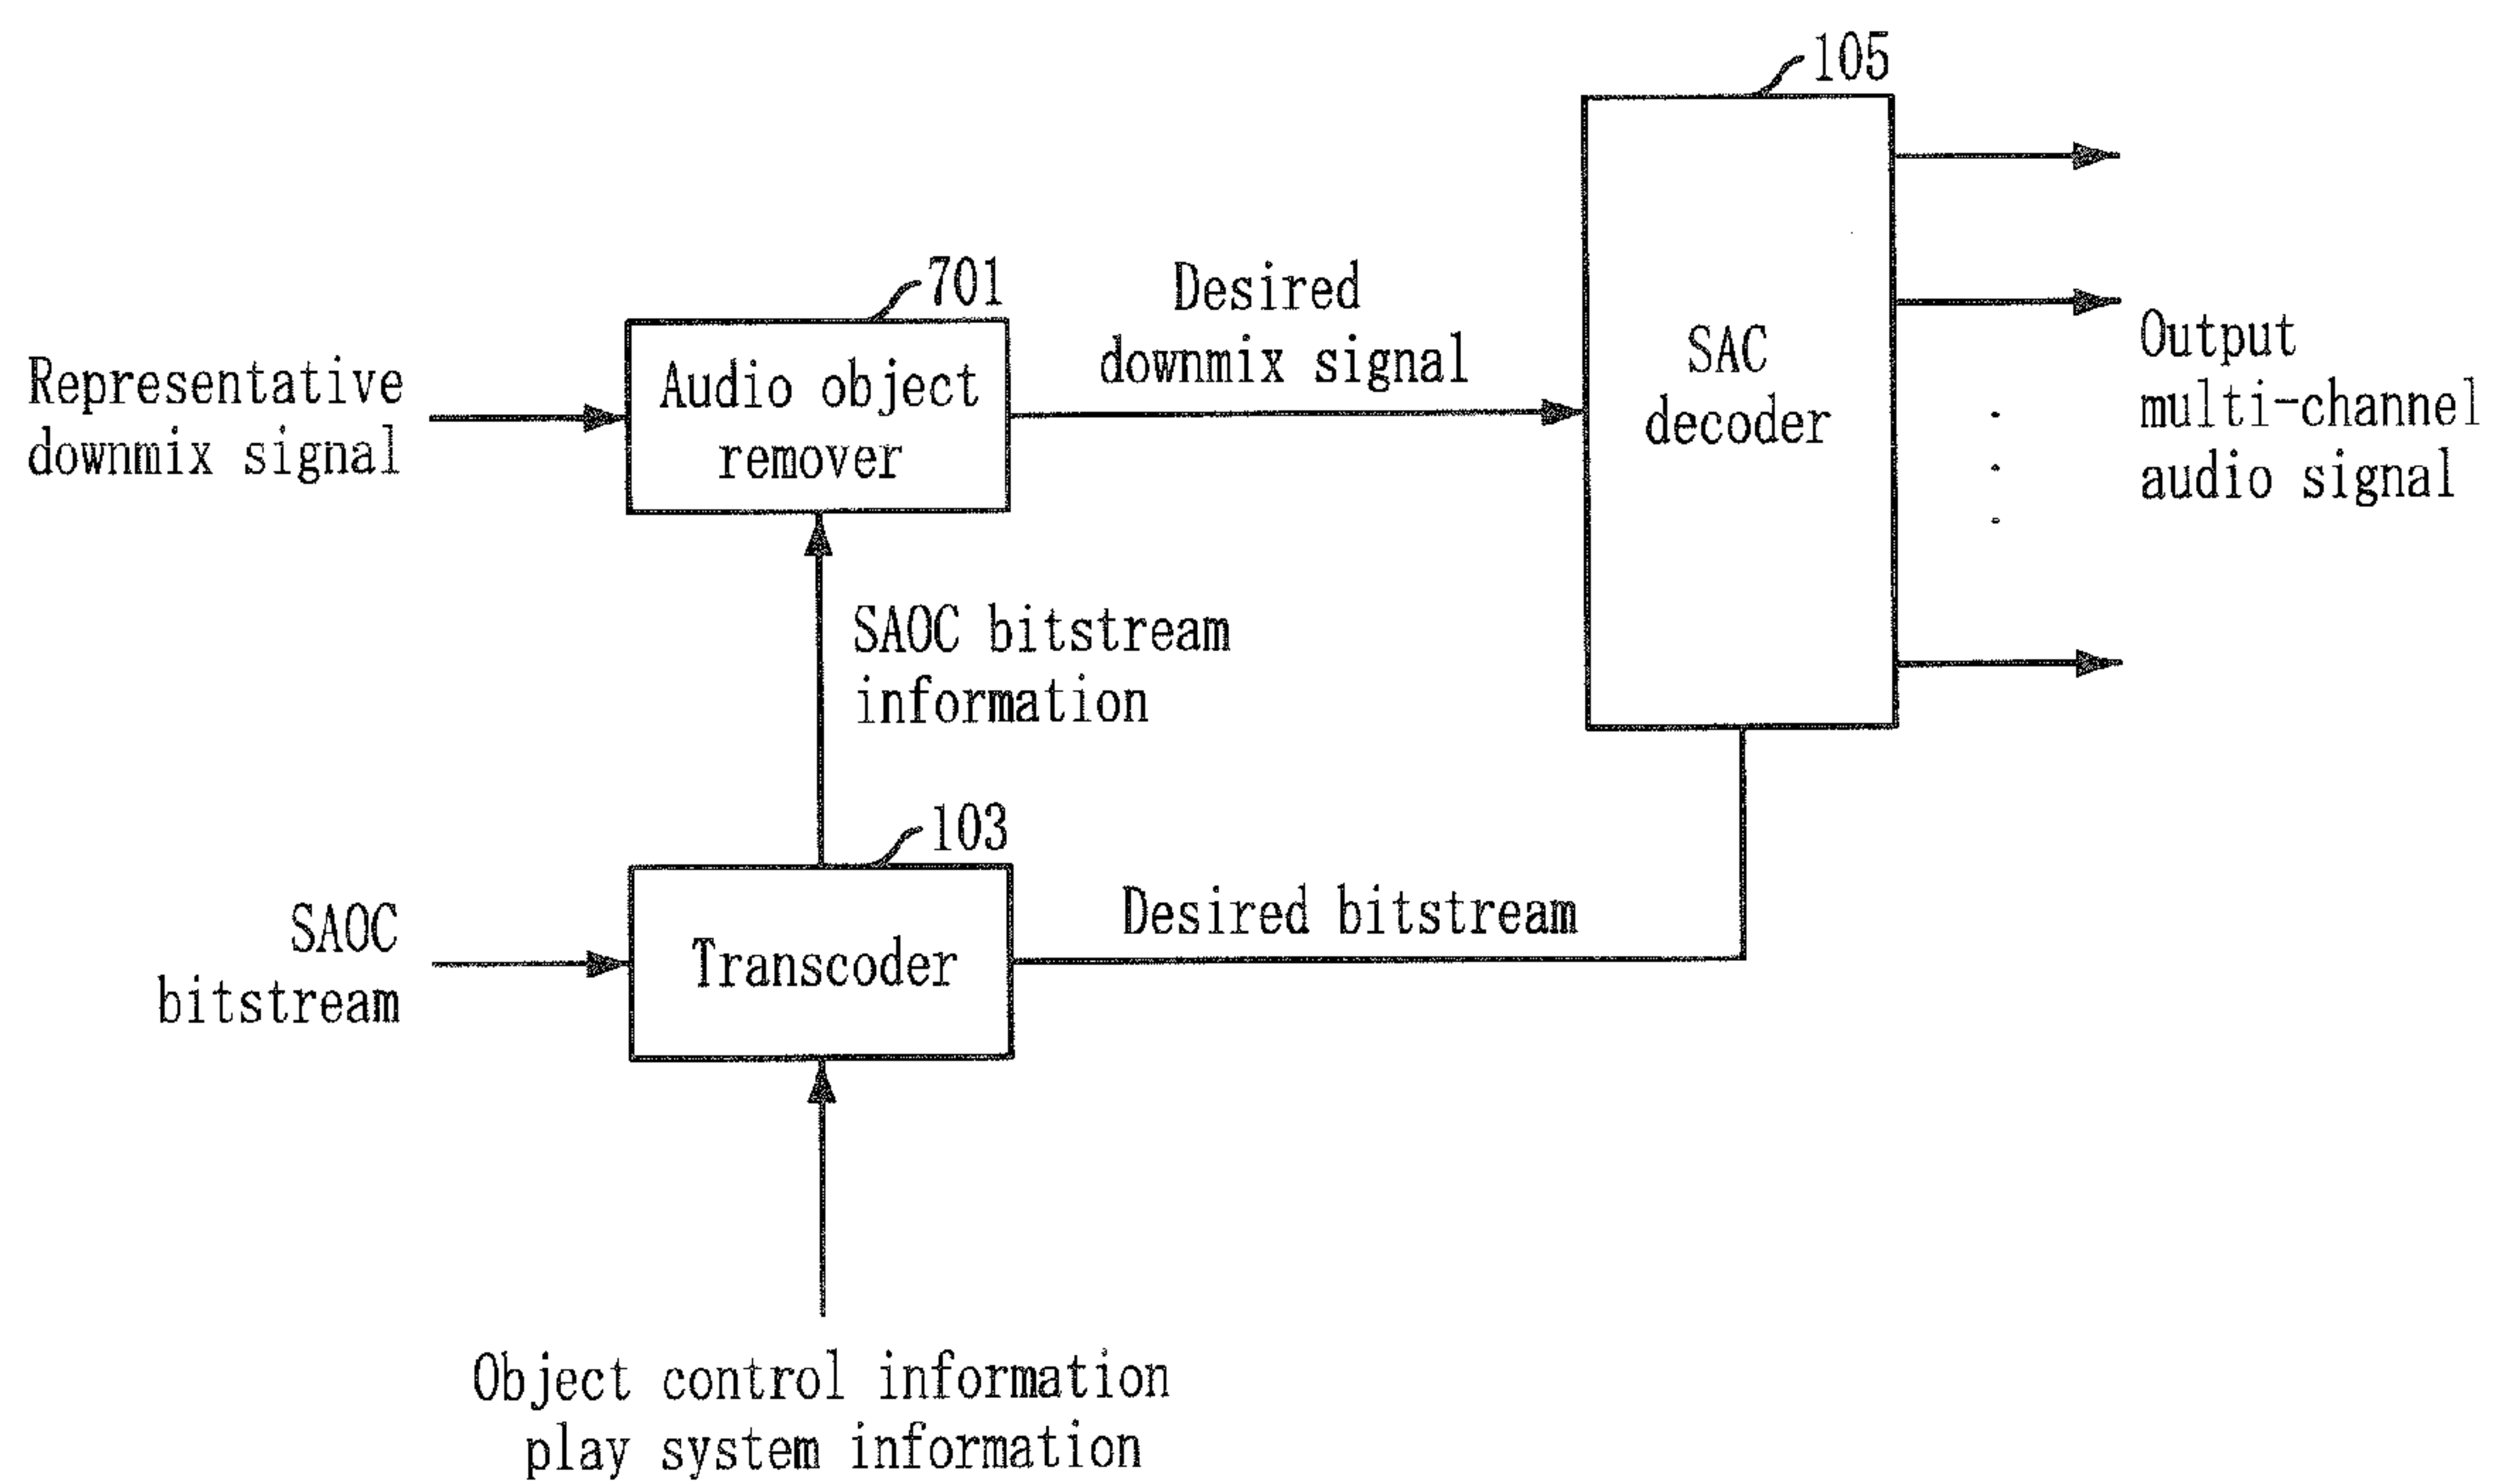 105
701
Desired
downmix signal
Representative
downmix signal
Audio object
remover
SAC
decoder
Output
multi-channel
audio signal
SAOC bitstream
information
103
SAOC
bitstream
Transcoder
Desired bitstream
Object control information
play system information